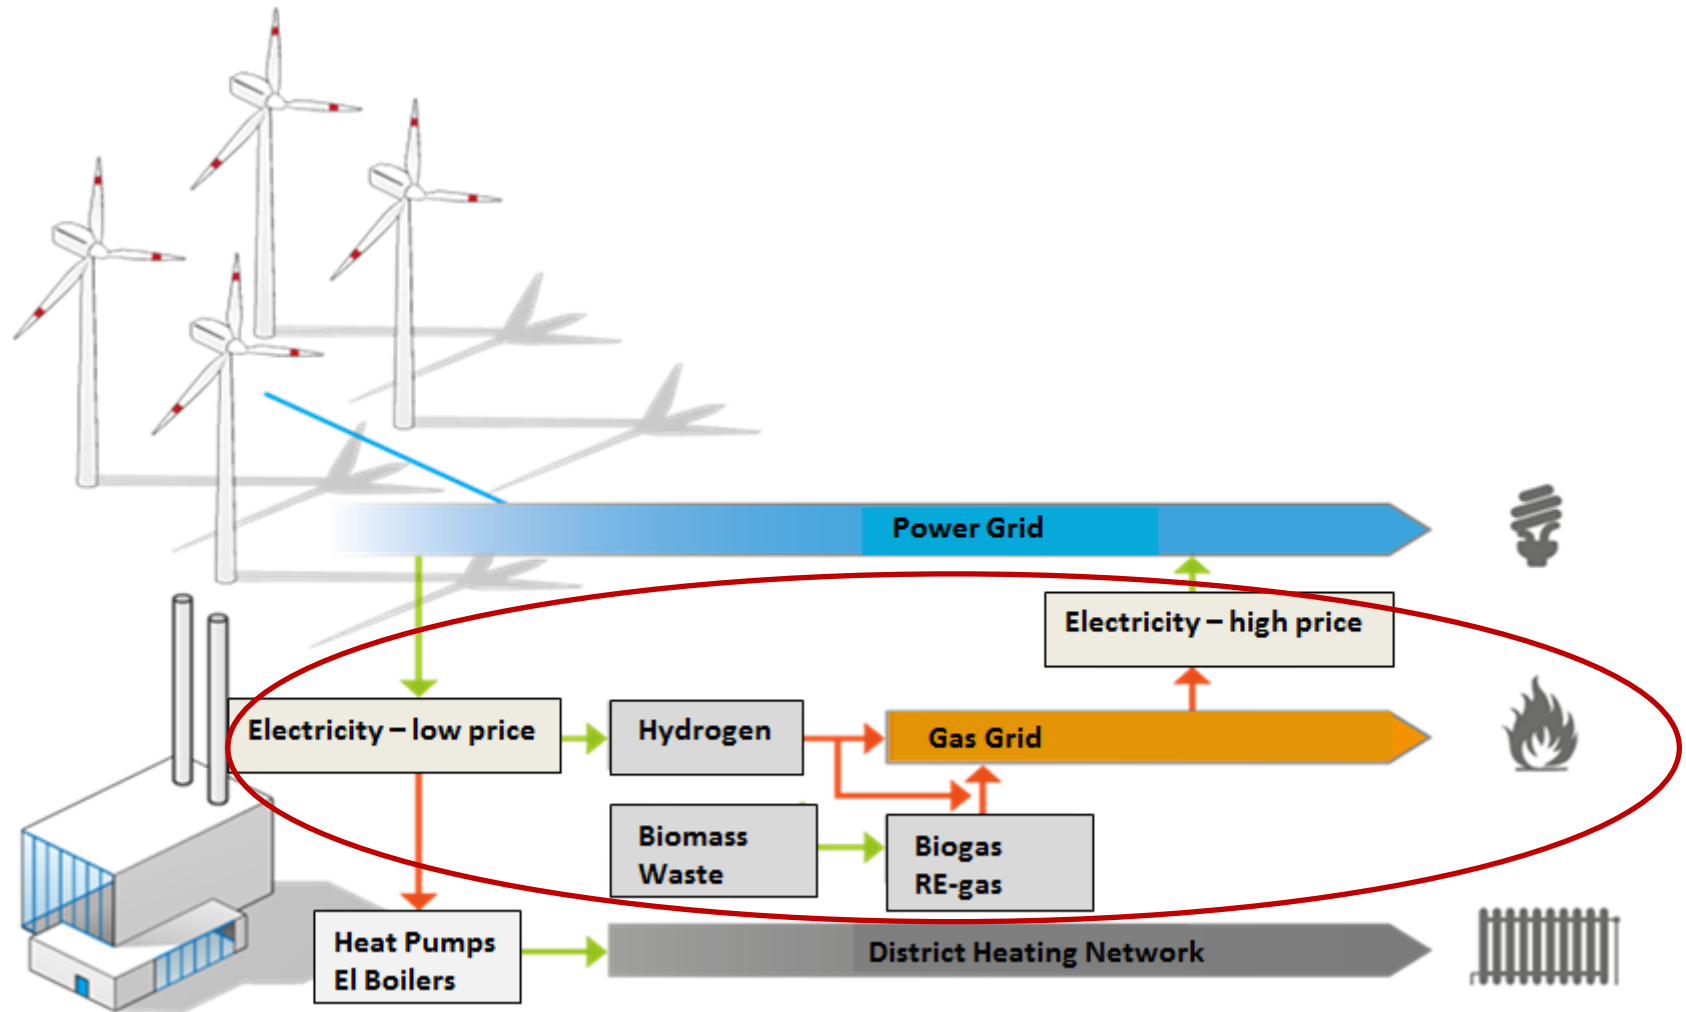 Power Grid
Electricity – high price
Electricity – low price
Hydrogen
Gas Grid
Biomass
Waste
Biogas
RE-gas
Heat Pumps
El Boilers
District Heating Network